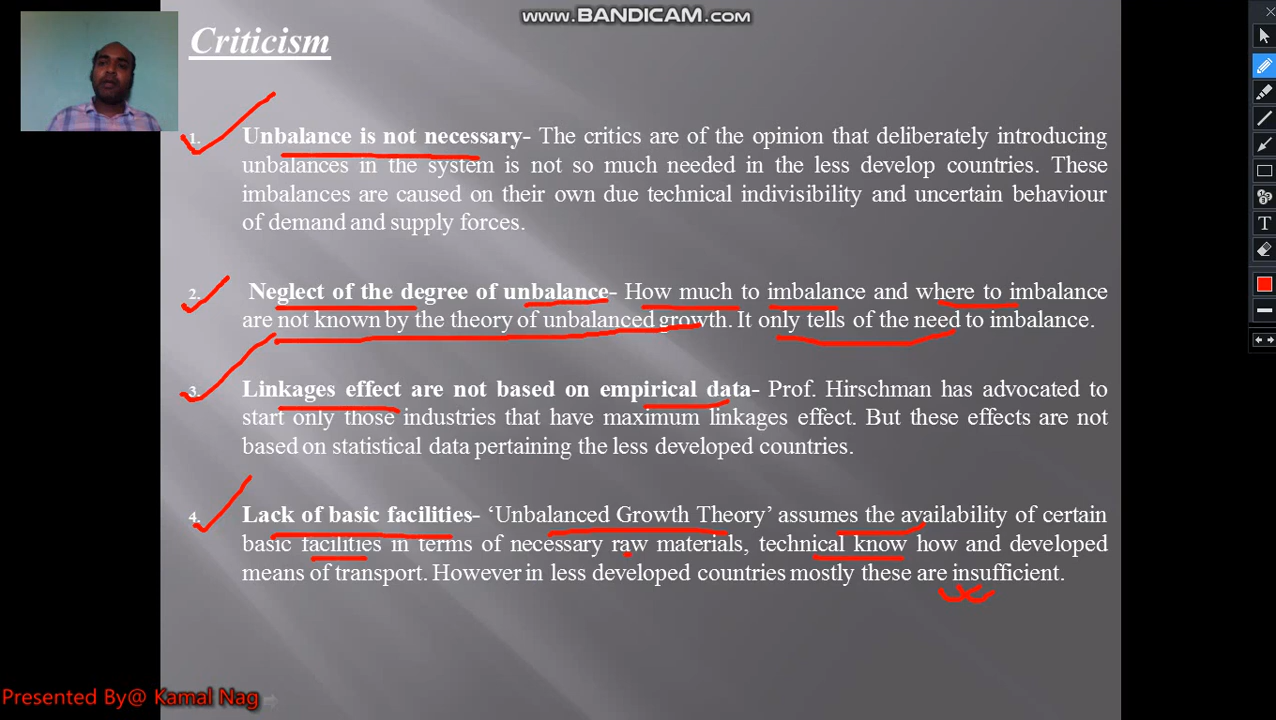 www.BANDICAM.com
Criticism
1. Unbalance is not necessary- The critics are of the opinion that deliberately introducing
unbalances in the system is not so much needed in the less develop countries. These
imbalances are caused on their own due technical indivisibility and uncertain behaviour
of demand and supply forces.
2. Neglect of the degree of unbalance- How much to imbalance and where to imbalance
are not known by the theory of unbalanced growth. It only tells of the need to imbalance.
3. Linkages effect are not based on empirical data- Prof. Hirschman has advocated to
start only those industries that have maximum linkages effect. But these effects are not
based on statistical data pertaining the less developed countries.
4. Lack of basic facilities- ‘Unbalanced Growth Theory’ assumes the availability of certain
basic facilities in terms of necessary raw materials, technical know how and developed
means of transport. However in less developed countries mostly these are insufficient.
Presented By@ Kamal Nag